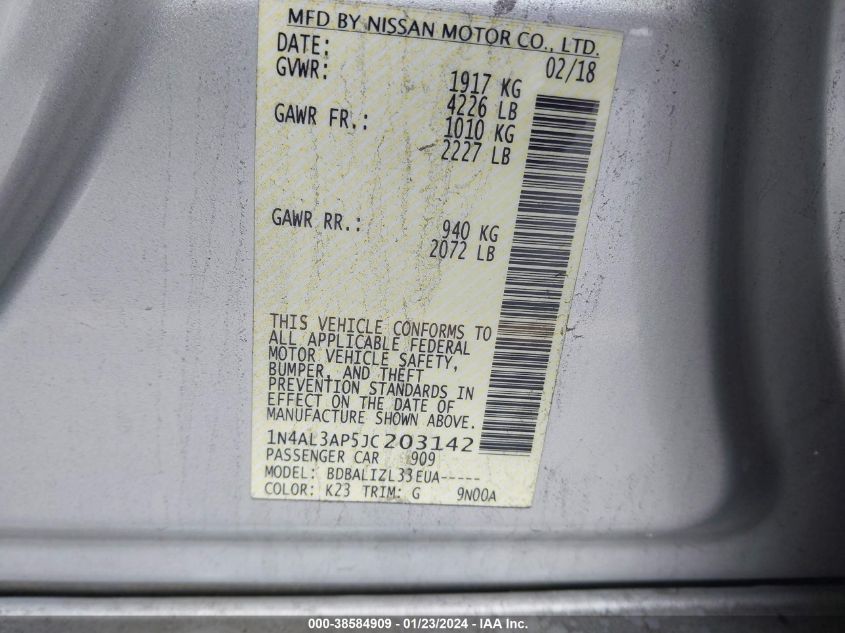 MFD BY NISSAN MOTOR CO., LTD.
DATE: 02/18
GVWR: 1917 KG
4226 LB
GAWR FR.: 1010 KG
2227 LB
GAWR RR.: 940 KG
2072 LB
THIS VEHICLE CONFORMS TO
ALL APPLICABLE FEDERAL
MOTOR VEHICLE SAFETY,
BUMPER, AND THEFT
PREVENTION STANDARDS IN
EFFECT ON THE DATE OF
MANUFACTURE SHOWN ABOVE.
1N4AL3AP5JC203142
PASSENGER CAR 909
MODEL: BDBALIZL33EUA-----
COLOR: K23 TRIM: G 9N00A
000-38584909 - 01/23/2024 - IAA Inc.